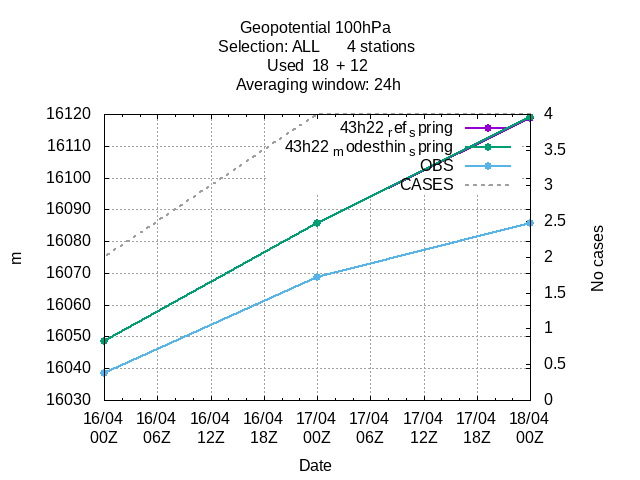 Geopotential 100hPa
Selection: ALL 4 stations
Used 18 + 12
Averaging window: 24h
16120
16110
16100
16090
16080
16070
16060
16050
16040
16030
m
43h22 refspring
43h22 modesthinspring
OBS
CASES
4
3.5
3
2.5
2
1.5
1
0.5
0
No cases
16/04 16/04 16/04 16/04 17/04 17/04 17/04 17/04 18/04
00Z 06Z 12Z 18Z 00Z 06Z 12Z 18Z 00Z
Date